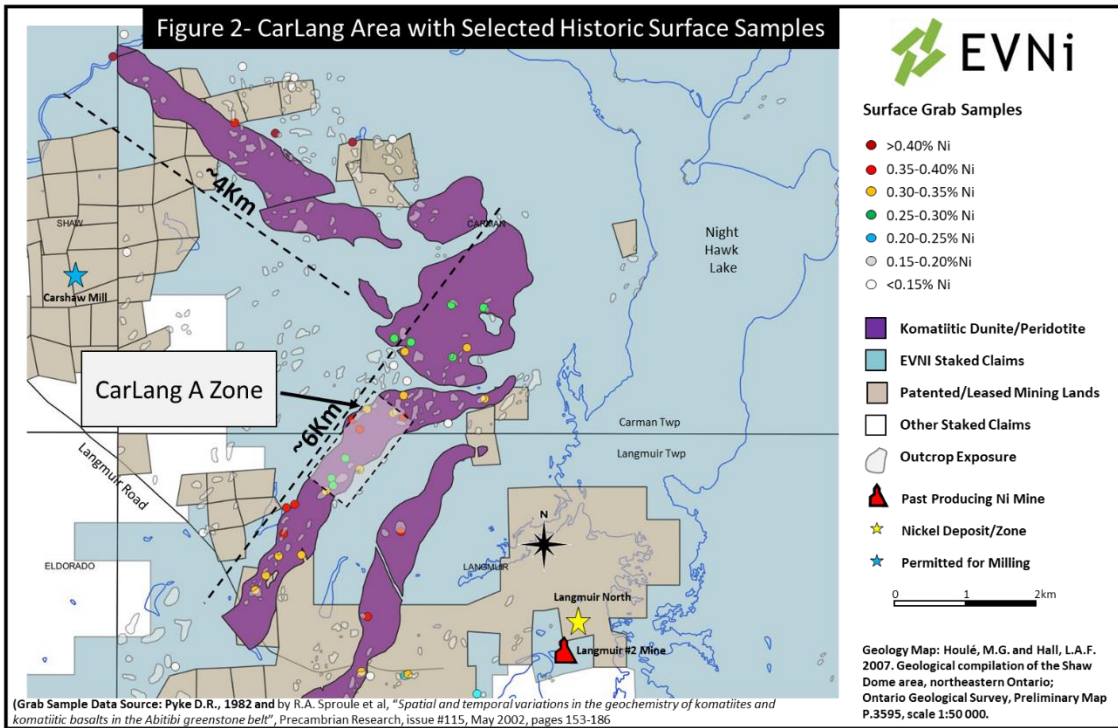 Figure 2- CarLang Area with Selected Historic Surface Samples
EVNi
Surface Grab Samples
>0.40% Ni
0.35-0.40% Ni
0.30-0.35% Ni
0.25-0.30% Ni
0.20-0.25% Ni
0.15-0.20%Ni
<0.15% Ni
Komatiitic Dunite/Peridotite
EVNI Staked Claims
Patented/Leased Mining Lands
Other Staked Claims
Outcrop Exposure
Past Producing Ni Mine
Nickel Deposit/Zone
Permitted for Milling
0 1 2km
Geology Map: Houlé, M.G. and Hall, L.A.F.
2007. Geological compilation of the Shaw
Dome area, northeastern Ontario;
Ontario Geological Survey, Preliminary Map
P.3595, scale 1:50 000.
~4Km
SHAW
CARMAN
Night
Hawk
Lake
Carshaw Mill
CarLang A Zone
~6Km
Carman Twp
Langmuir Twp
Langmuir Road
N
ELDORADO
LANGMUIR
Langmuir North
Langmuir #2 Mine
(Grab Sample Data Source: Pyke D.R., 1982 and by R.A. Sproule et al, “Spatial and temporal variations in the geochemistry of komatiites and
komatiitic basalts in the Abitibi greenstone belt”, Precambrian Research, issue #115, May 2002, pages 153-186